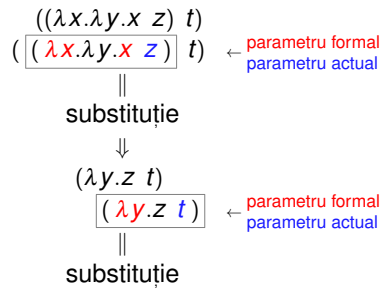 ((λx.λy.x z) t)
( ( λx.λy.x z ) t) ← parametru formal
parametru actual
||
substituție
⇓
(λy.z t)
( λy.z t ) ← parametru formal
parametru actual
||
substituție